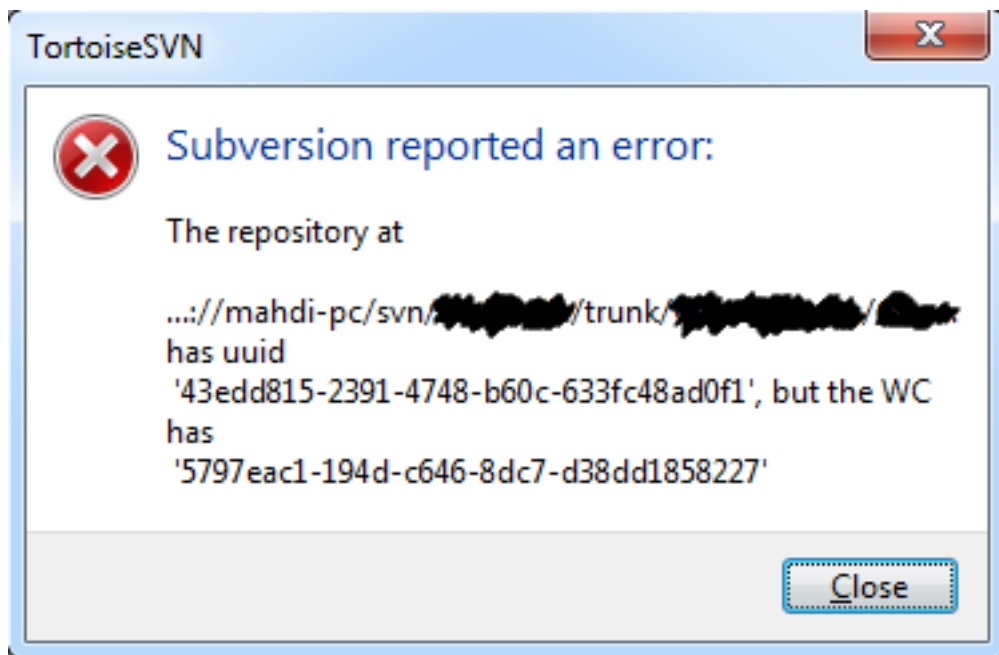 TortoiseSVN
Subversion reported an error:
The repository at
...://mahdi-pc/svn/ /trunk/ /
has uuid
'43edd815-2391-4748-b60c-633fc48ad0f1', but the WC
has
'5797eac1-194d-c646-8dc7-d38dd1858227'
Close